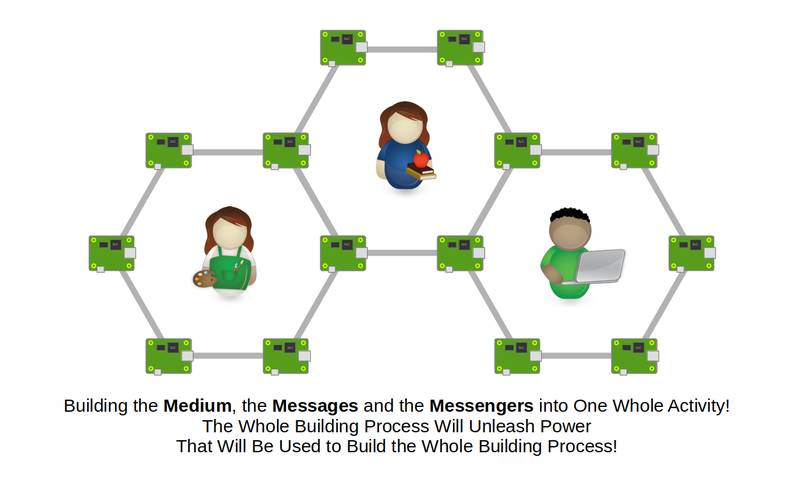 Building the Medium, the Messages and the Messengers into One Whole Activity!
The Whole Building Process Will Unleash Power
That Will Be Used to Build the Whole Building Process!